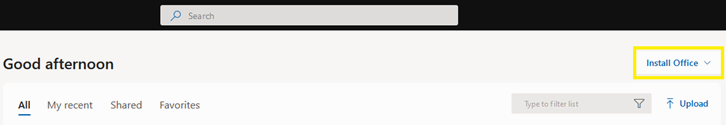 Search
Good afternoon
Install Office
All My recent Shared Favorites
Type to filter list
Upload